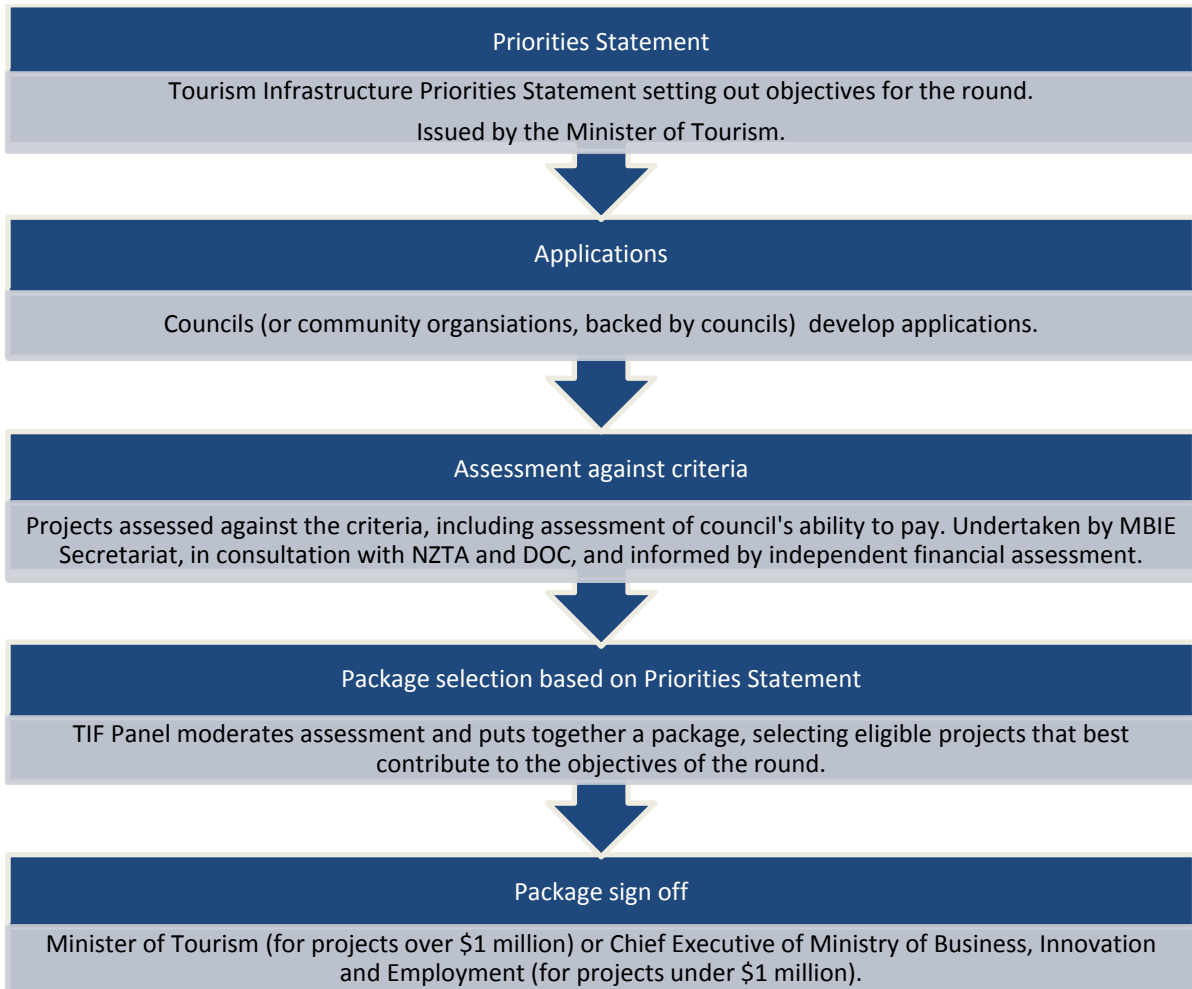 Priorities Statement
Tourism Infrastructure Priorities Statement setting out objectives for the round.
Issued by the Minister of Tourism.
Applications
Councils (or community organsiations, backed by councils)  develop applications.
Assessment against criteria
Projects assessed against the criteria, including assessment of council's ability to pay. Undertaken by MBIE
Secretariat, in consultation with NZTA and DOC, and informed by independent financial assessment.
Package selection based on Priorities Statement
TIF Panel moderates assessment and puts together a package, selecting eligible projects that best
contribute to the objectives of the round.
Package sign off
Minister of Tourism (for projects over $1 million) or Chief Executive of Ministry of Business, Innovation
and Employment (for projects under $1 million).